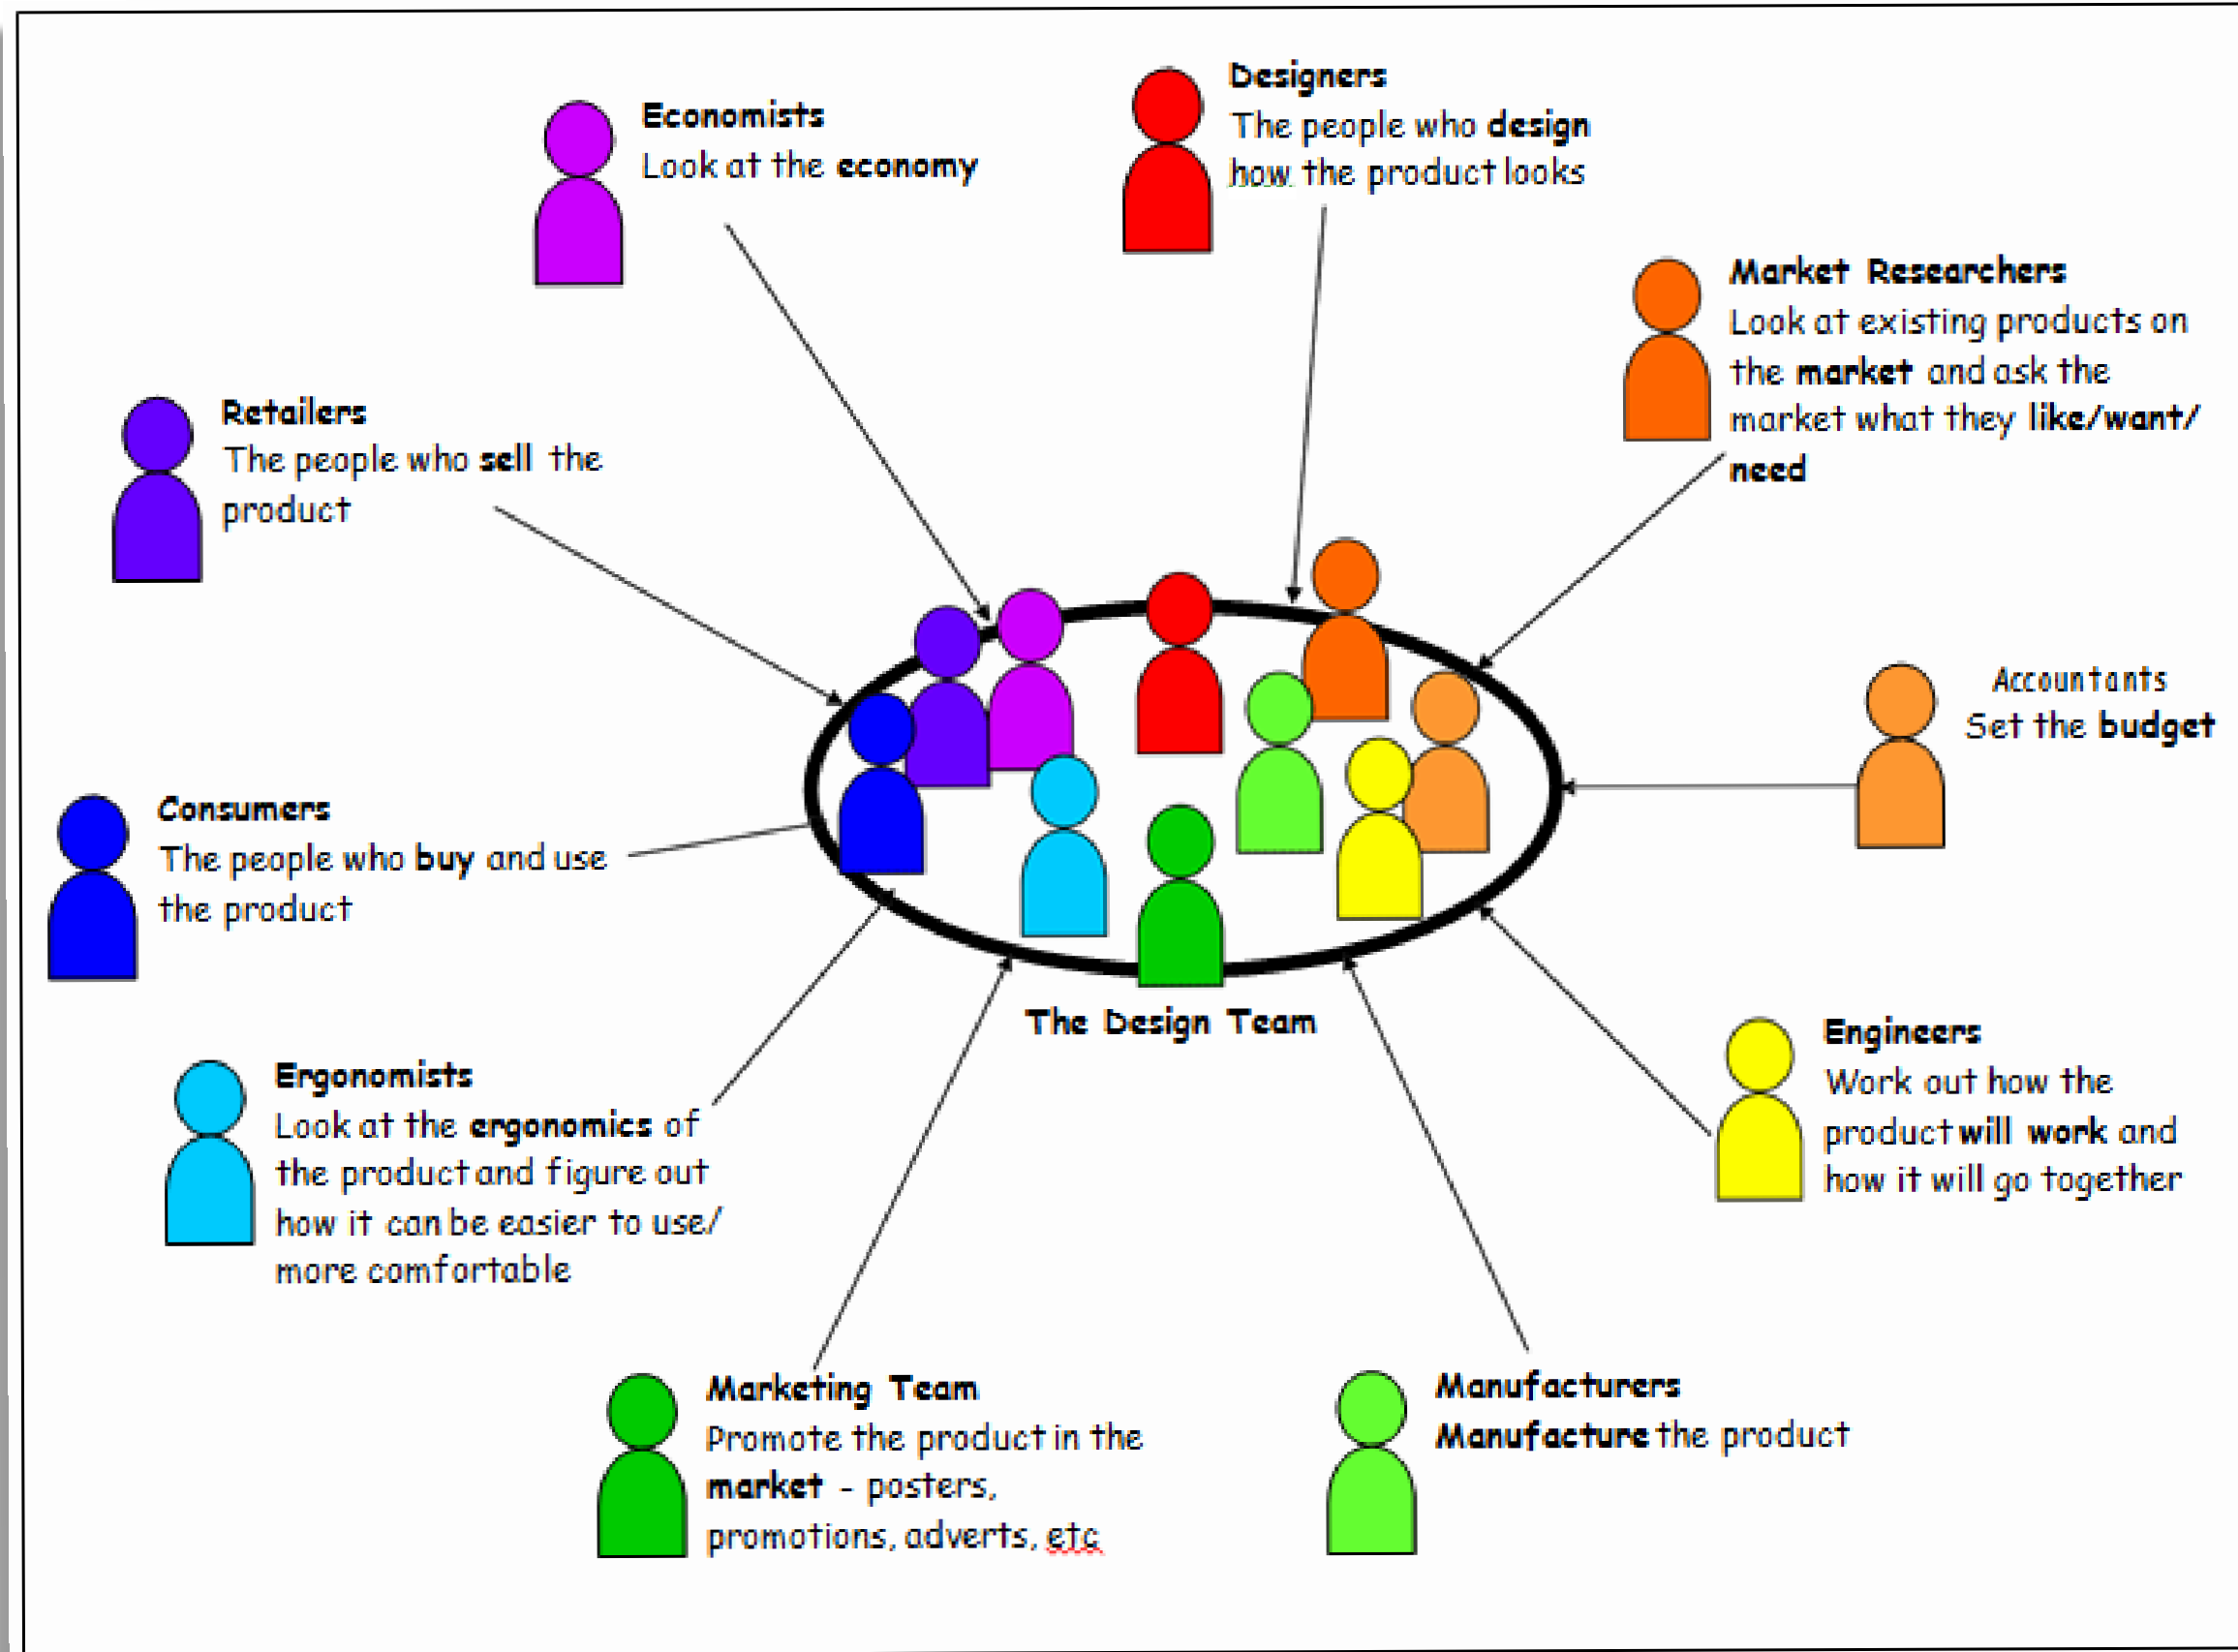 Economists
Look at the economy
Designers
The people who design
how the product looks
Market Researchers
Look at existing products on
the market and ask the
market what they like/want/
need
Retailers
The people who sell the
product
Accountants
Set the budget
Consumers
The people who buy and use
the product
The Design Team
Ergonomists
Look at the ergonomics of
the product and figure out
how it can be easier to use/
more comfortable
Engineers
Work out how the
product will work and
how it will go together
Marketing Team
Promote the product in the
market - posters,
promotions, adverts, etc
Manufacturers
Manufacture the product